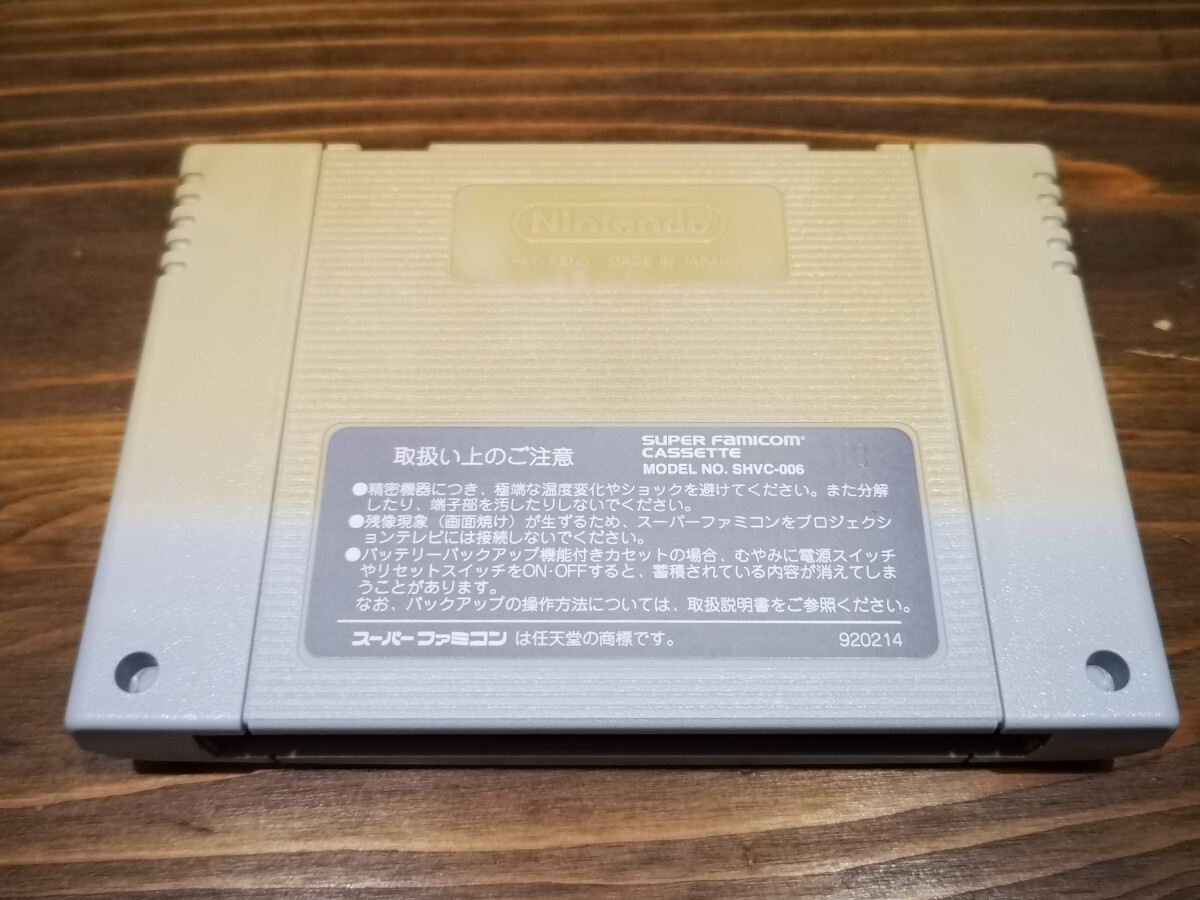 Nintendo
PAT. PEND. MADE IN JAPAN
取扱い上のご注意
SUPER FAMICOM
CASSETTE
MODEL NO. SHVC-006
10
●精密機器につき、極端な温度変化やショックを避けてください。また分解
したり、端子部を汚したりしないでください。
●残像現象(画面焼け)が生ずるため、スーパーファミコンをプロジェクシ
ョンテレビには接続しないでください。
●バッテリーバックアップ機能付きカセットの場合、むやみに電源スイッチ
やリセットスイッチをON·OFFすると、蓄積されている内容が消えてしま
うことがあります。
なお、バックアップの操作方法については、取扱説明書をご参照ください。
スーパーファミコン は任天堂の商標です。
920214